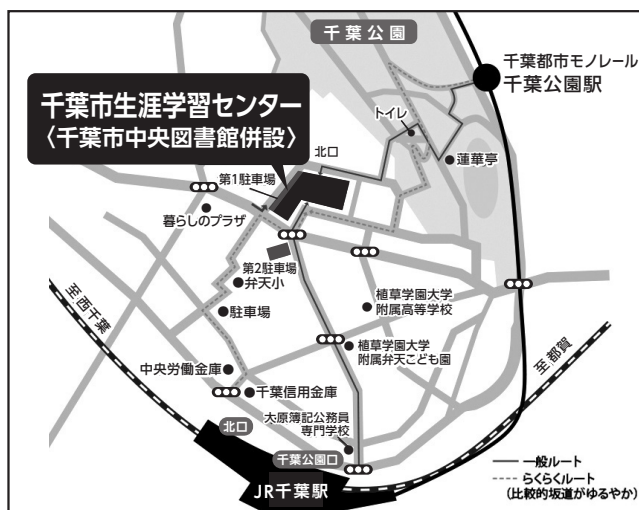 千葉公園
千葉都市モノレール
千葉公園駅
千葉市生涯学習センター
〈千葉市中央図書館併設〉
トイレ
北口
蓮華亭
第1駐車場
暮らしのプラザ
第2駐車場
弁天小
植草学園大学
附属高等学校
駐車場
至西千葉
植草学園大学
附属弁天こども園
至都賀
中央労働金庫
千葉信用金庫
大原簿記公務員
専門学校
北口
千葉公園口
JR千葉駅
一般ルート
らくらくルート
(比較的坂道がゆるやか)